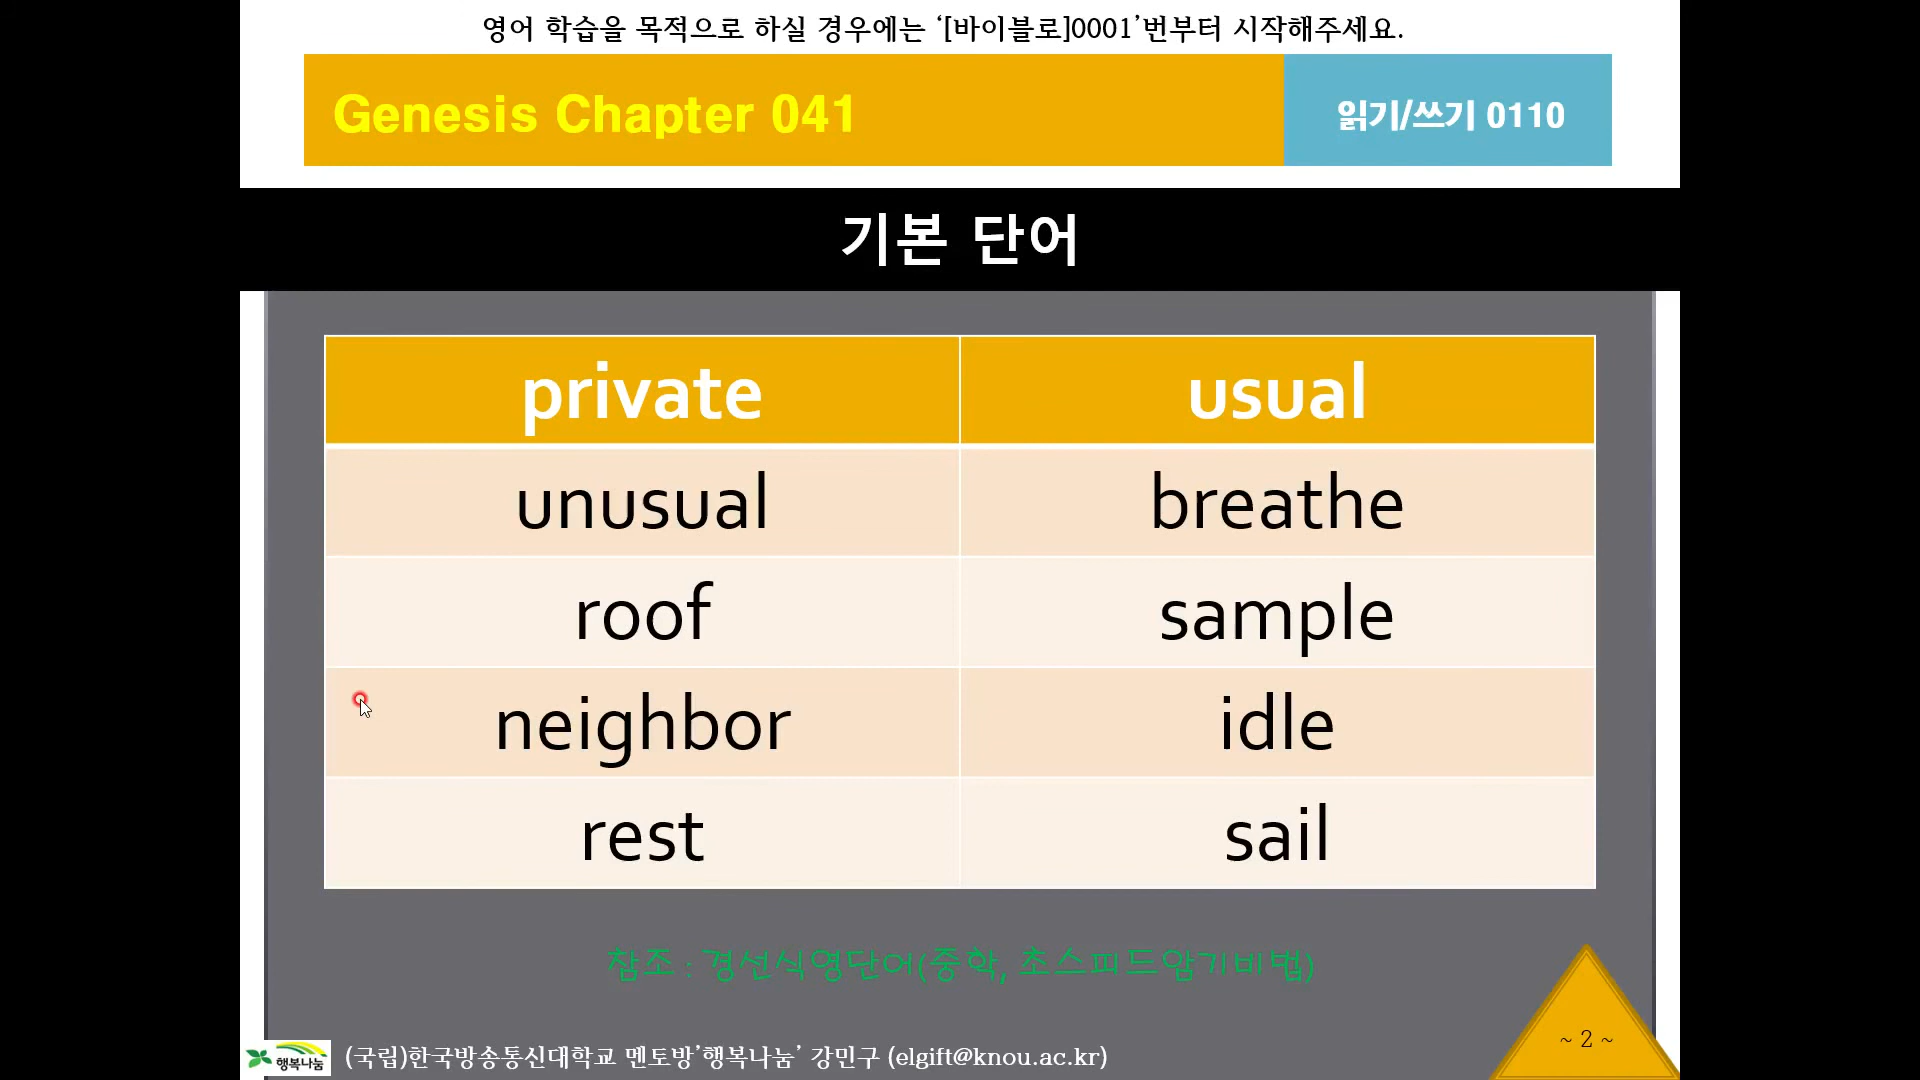 영어 학습을 목적으로 하실 경우에는 ‘[바이블로]0001’번부터 시작해주세요.
Genesis Chapter 041
읽기/쓰기 0110
기본 단어
private usual
unusual breathe
roof sample
neighbor idle
rest sail
참조 : 경선식영단어(중학, 초스피드암기비법)
~ 2 ~
행복나눔 (국립)한국방송통신대학교 멘토방’행복나눔’ 강민구 (elgift@knou.ac.kr)